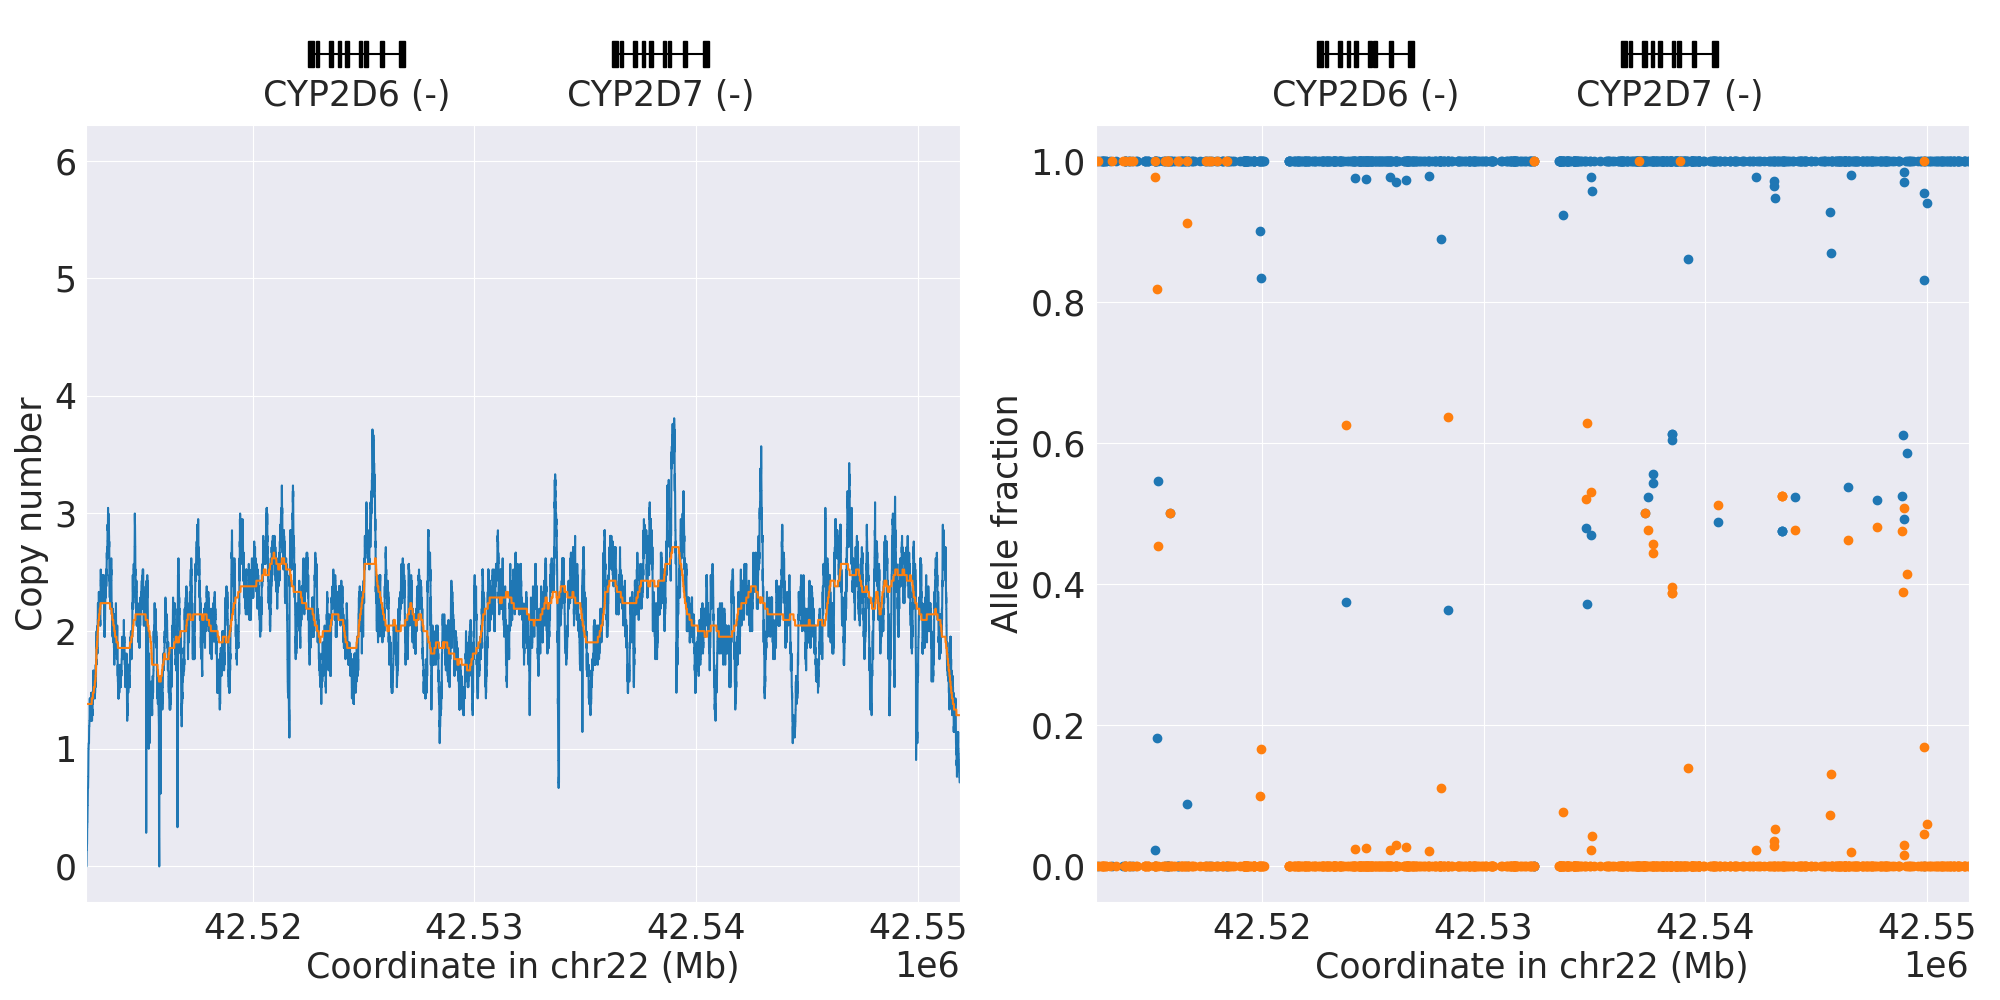 CYP2D6 (-)
CYP2D7 (-)
6
5
4
3
2
1
0
Copy number
42.52
42.53
42.54
42.55
Coordinate in chr22 (Mb)
1e6
CYP2D6 (-)
CYP2D7 (-)
1.0
0.8
0.6
0.4
0.2
0.0
Allele fraction
42.52
42.53
42.54
42.55
Coordinate in chr22 (Mb)
1e6